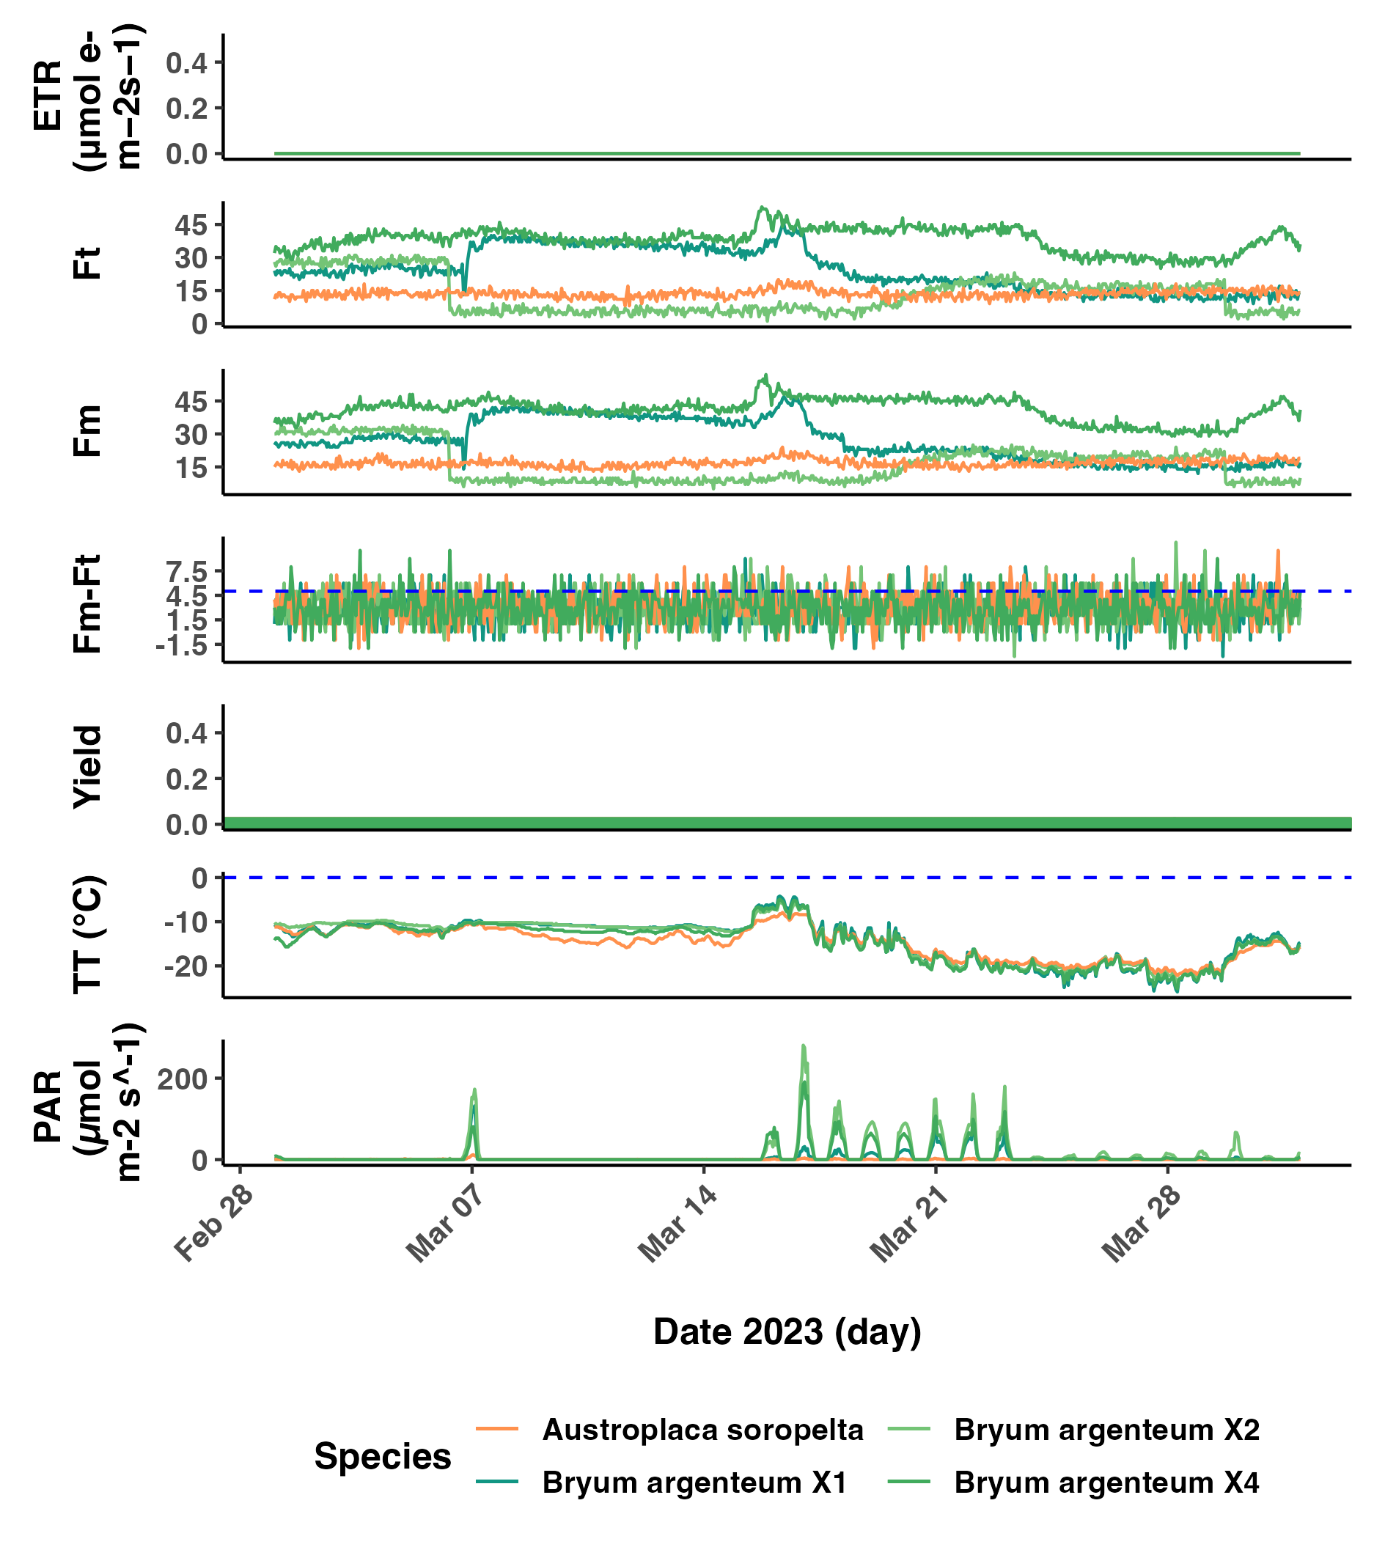 ETR
(µmol e-
m−2s−1)
0.4
0.2
0.0
Ft
45
30
15
0
Fm
45
30
15
Fm-Ft
7.5
4.5
1.5
-1.5
Yield
0.4
0.2
0.0
TT (°C)
0
-10
-20
PAR
(µmol
m-2 s^-1)
200
0
Feb 28
Mar 07
Mar 14
Mar 21
Mar 28
Date 2023 (day)
Species
Austroplaca soropelta
Bryum argenteum X2
Bryum argenteum X1
Bryum argenteum X4